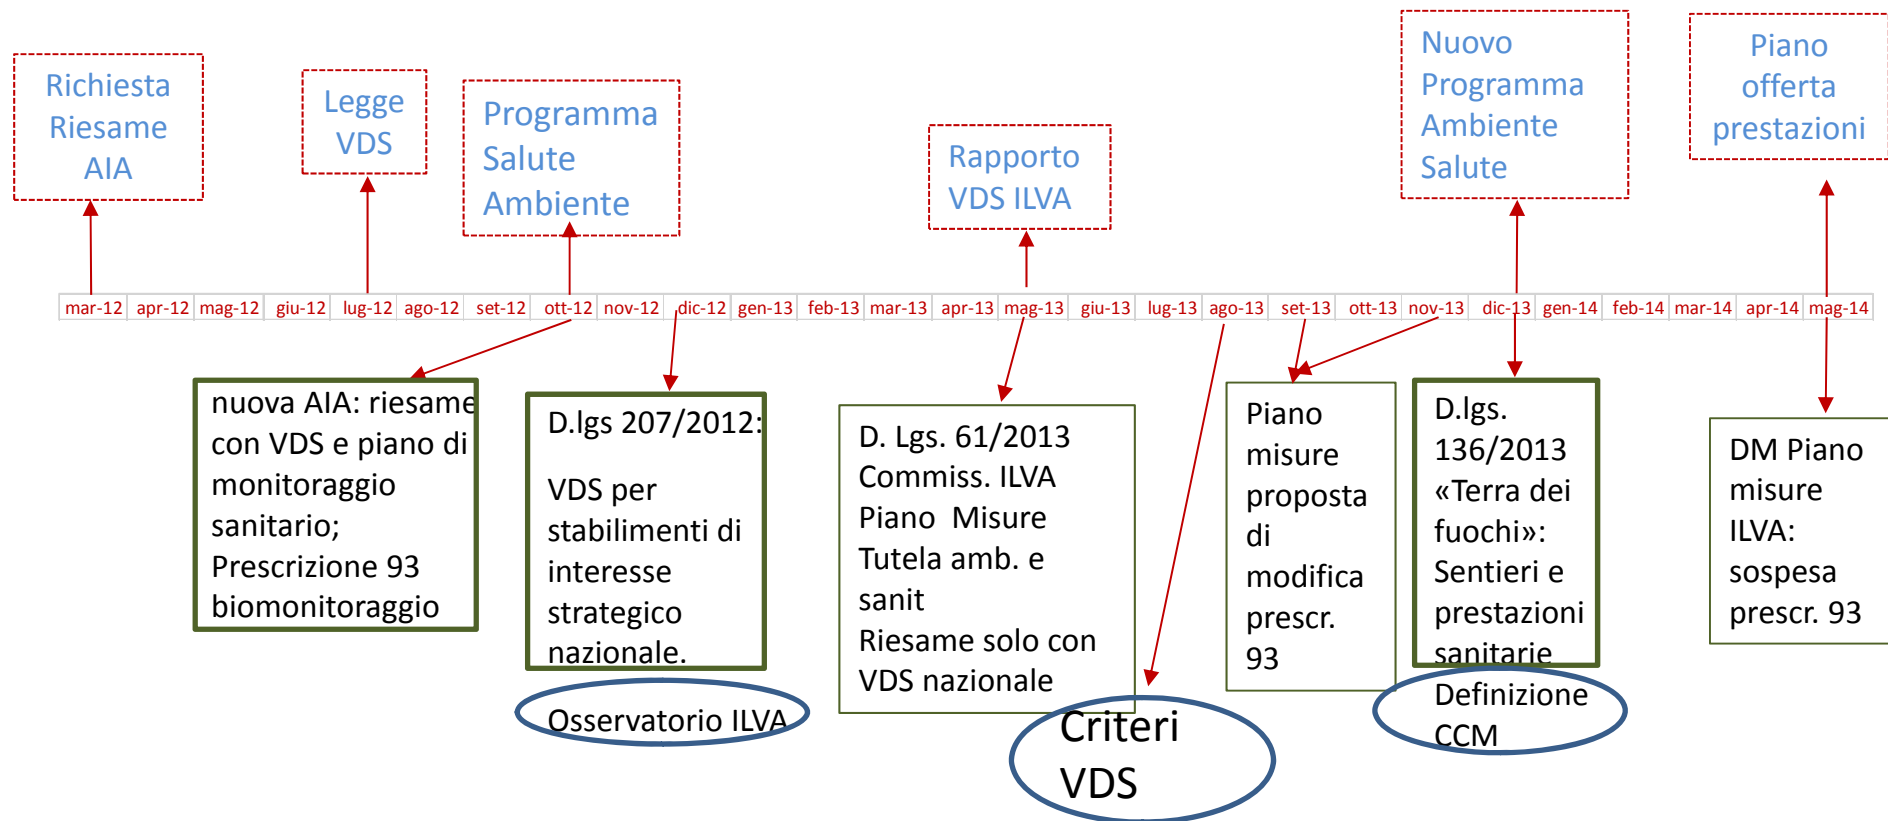 Richiesta
Riesame
AIA
Legge
VDS
Programma
Salute
Ambiente
Rapporto
VDS ILVA
Nuovo
Programma
Ambiente
Salute
Piano
offerta
prestazioni
mar-12 apr-12 mag-12 giu-12 lug-12 ago-12 set-12 ott-12 nov-12 dic-12 gen-13 feb-13 mar-13 apr-13 mag-13 giu-13 lug-13 ago-13 set-13 ott-13 nov-13 dic-13 gen-14 feb-14 mar-14 apr-14 mag-14
nuova AIA: riesame
con VDS e piano di
monitoraggio
sanitario;
Prescrizione 93
biomonitoraggio
D.lgs 207/2012:
VDS per
stabilimenti di
interesse
strategico
nazionale.
Osservatorio ILVA
D. Lgs. 61/2013
Commiss. ILVA
Piano Misure
Tutela amb. e
sanit
Riesame solo con
VDS nazionale
Criteri
VDS
Piano
misure
proposta
di
modifica
prescr.
93
D.lgs.
136/2013
«Terra dei
fuochi»:
Sentieri e
prestazioni
sanitarie
Definizione
CCM
DM Piano
misure
ILVA:
sospesa
prescr. 93